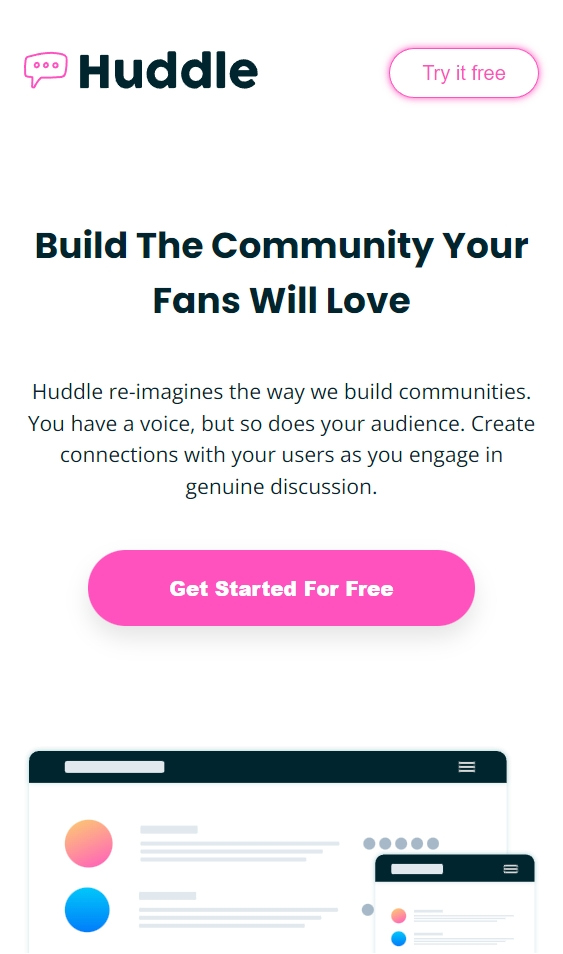 Huddle
Try it free
Build The Community Your
Fans Will Love
Huddle re-imagines the way we build communities.
You have a voice, but so does your audience. Create
connections with your users as you engage in
genuine discussion.
Get Started For Free